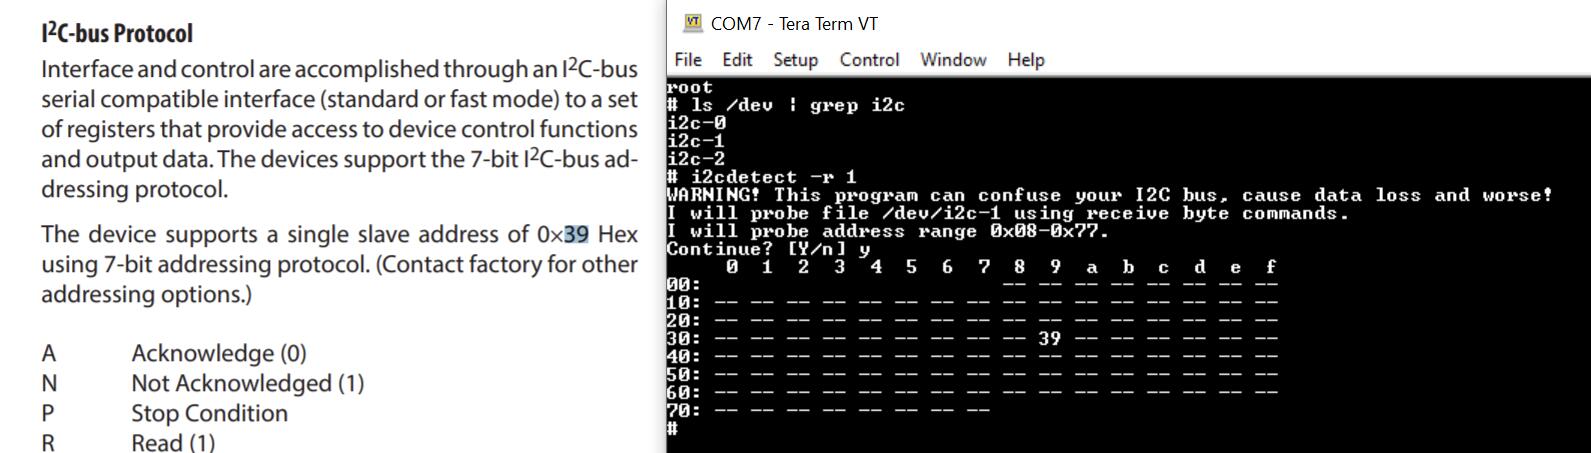 I²C-bus Protocol
Interface and control are accomplished through an I²C-bus
serial compatible interface (standard or fast mode) to a set
of registers that provide access to device control functions
and output data. The devices support the 7-bit I²C-bus ad-
dressing protocol.
The device supports a single slave address of 0×39 Hex
using 7-bit addressing protocol. (Contact factory for other
addressing options.)
A Acknowledge (0)
N Not Acknowledged (1)
P Stop Condition
R Read (1)
VT COM7 - Tera Term VT
File Edit Setup Control Window Help
root
# ls /dev | grep i2c
i2c-0
i2c-1
i2c-2
# i2cdetect -r 1
WARNING! This program can confuse your I2C bus, cause data loss and worse!
I will probe file /dev/i2c-1 using receive byte commands.
I will probe address range 0x08-0x77.
Continue? [Y/n] y
     0  1  2  3  4  5  6  7  8  9  a  b  c  d  e  f
00:                         -- -- -- -- -- -- -- --
10: -- -- -- -- -- -- -- -- -- -- -- -- -- -- -- --
20: -- -- -- -- -- -- -- -- -- -- -- -- -- -- -- --
30: -- -- -- -- -- -- -- -- -- 39 -- -- -- -- -- --
40: -- -- -- -- -- -- -- -- -- -- -- -- -- -- -- --
50: -- -- -- -- -- -- -- -- -- -- -- -- -- -- -- --
60: -- -- -- -- -- -- -- -- -- -- -- -- -- -- -- --
70: -- -- -- -- -- -- -- --
#